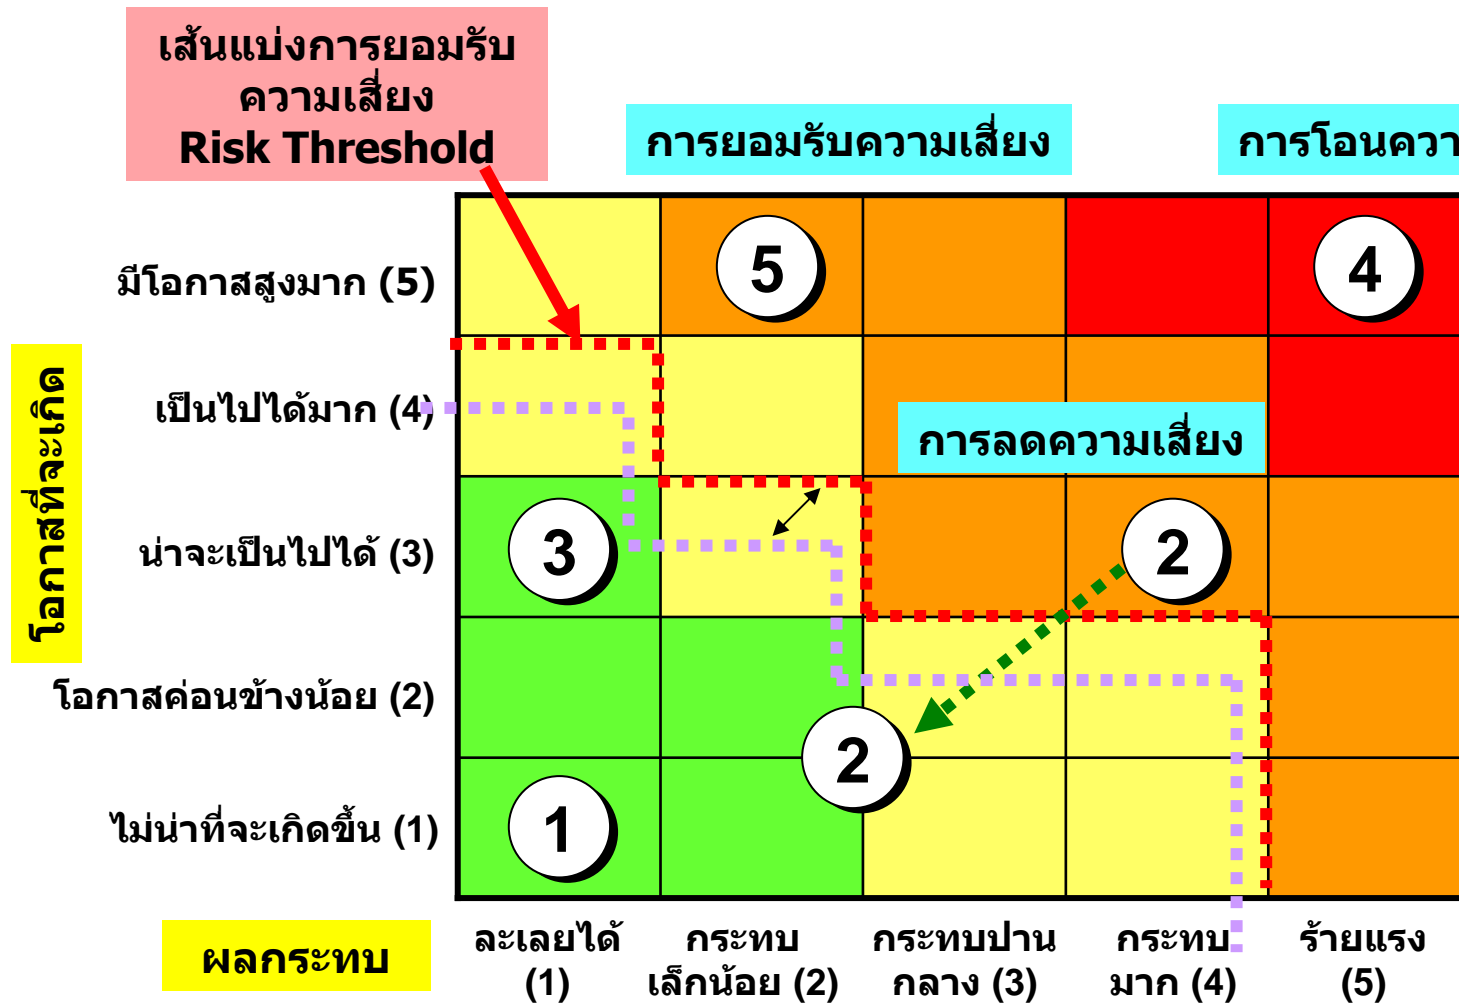 เส้นแบ่งการยอมรับ
ความเสี่ยง
Risk Threshold
การยอมรับความเสี่ยง
การโอนควา
มีโอกาสสูงมาก (5)
5
4
เป็นไปได้มาก (4)
การลดความเสี่ยง
โอกาสที่จะเกิด
น่าจะเป็นไปได้ (3)
3
2
โอกาสค่อนข้างน้อย (2)
2
ไม่น่าที่จะเกิดขึ้น (1)
1
ผลกระทบ
ละเลยได้
(1)
กระทบ
เล็กน้อย (2)
กระทบปาน
กลาง (3)
กระทบ
มาก (4)
ร้ายแรง
(5)